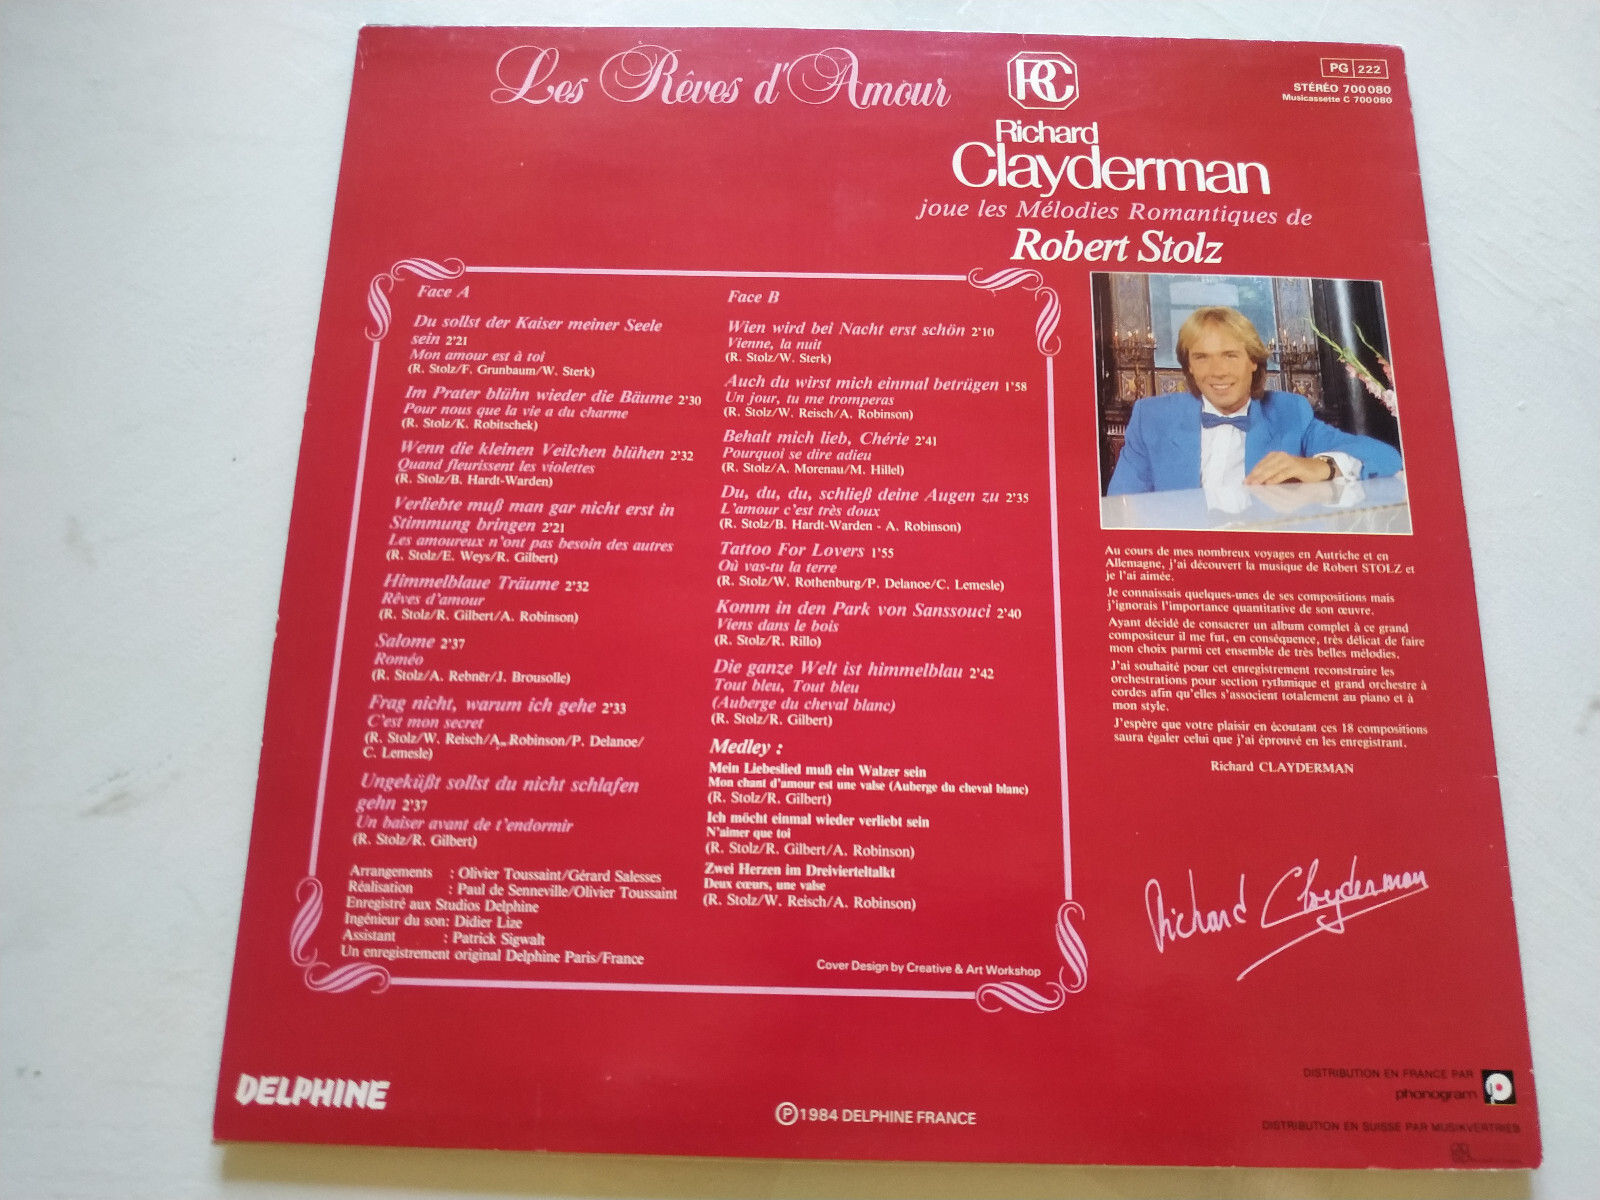 Les Rêves d'Amour
RC
PG 222
STÉRÉO 700080
Musicassette C 700080
Richard
Clayderman
joue les Mélodies Romantiques de
Robert Stolz
Face A
Du sollst der Kaiser meiner Seele
sein 2'21
Mon amour est à toi
(R. Stolz/F. Grunbaum/W. Sterk)
Im Prater blühn wieder die Bäume 2'30
Pour nous que la vie a du charme
(R. Stolz/K. Robitschek)
Wenn die kleinen Veilchen blühen 2'32
Quand fleurissent les violettes
(R. Stolz/B. Hardt-Warden)
Verliebte muß man gar nicht erst in
Stimmung bringen 2'21
Les amoureux n'ont pas besoin des autres
(R. Stolz/E. Weys/R. Gilbert)
Himmelblaue Träume 2'32
Rêves d'amour
(R. Stolz/R. Gilbert/A. Robinson)
Salome 2'37
Roméo
(R. Stolz/A. Rebnër/J. Brousolle)
Frag nicht, warum ich gehe 2'33
C'est mon secret
(R. Stolz/W. Reisch/A. Robinson/P. Delanoe/
C. Lemesle)
Ungeküßt sollst du nicht schlafen
gehn 2'37
Un baiser avant de t'endormir
(R. Stolz/R. Gilbert)
Arrangements : Olivier Toussaint/Gérard Salesses
Réalisation : Paul de Senneville/Olivier Toussaint
Enregistré aux Studios Delphine
Ingénieur du son: Didier Lize
Assistant : Patrick Sigwalt
Un enregistrement original Delphine Paris/France
Face B
Wien wird bei Nacht erst schön 2'10
Vienne, la nuit
(R. Stolz/W. Sterk)
Auch du wirst mich einmal betrügen 1'58
Un jour, tu me tromperas
(R. Stolz/W. Reisch/A. Robinson)
Behalt mich lieb, Chérie 2'41
Pourquoi se dire adieu
(R. Stolz/A. Morenau/M. Hillel)
Du, du, du, schließ deine Augen zu 2'35
L'amour c'est très doux
(R. Stolz/B. Hardt-Warden - A. Robinson)
Tattoo For Lovers 1'55
Où vas-tu la terre
(R. Stolz/W. Rothenburg/P. Delanoe/C. Lemesle)
Komm in den Park von Sanssouci 2'40
Viens dans le bois
(R. Stolz/R. Rillo)
Die ganze Welt ist himmelblau 2'42
Tout bleu, Tout bleu
(Auberge du cheval blanc)
(R. Stolz/R. Gilbert)
Medley :
Mein Liebeslied muß ein Walzer sein
Mon chant d'amour est une valse (Auberge du cheval blanc)
(R. Stolz/R. Gilbert)
Ich möcht einmal wieder verliebt sein
N'aimer que toi
(R. Stolz/R. Gilbert/A. Robinson)
Zwei Herzen im Dreivierteltalkt
Deux cœurs, une valse
(R. Stolz/W. Reisch/A. Robinson)
Cover Design by Creative & Art Workshop
Au cours de mes nombreux voyages en Autriche et en
Allemagne, j'ai découvert la musique de Robert STOLZ et
je l'ai aimée.
Je connaissais quelques-unes de ses compositions mais
j'ignorais l'importance quantitative de son œuvre.
Ayant décidé de consacrer un album complet à ce grand
compositeur il me fut, en conséquence, très délicat de faire
mon choix parmi cet ensemble de très belles mélodies.
J'ai souhaité pour cet enregistrement reconstruire les
orchestrations pour section rythmique et grand orchestre à
cordes afin qu'elles s'associent totalement au piano et à
mon style.
J'espère que votre plaisir en écoutant ces 18 compositions
saura égaler celui que j'ai éprouvé en les enregistrant.
Richard CLAYDERMAN
Richard Clayderman
DELPHINE
Ⓟ 1984 DELPHINE FRANCE
DISTRIBUTION EN FRANCE PAR
phonogram
DISTRIBUTION EN SUISSE PAR MUSIKVERTRIEB